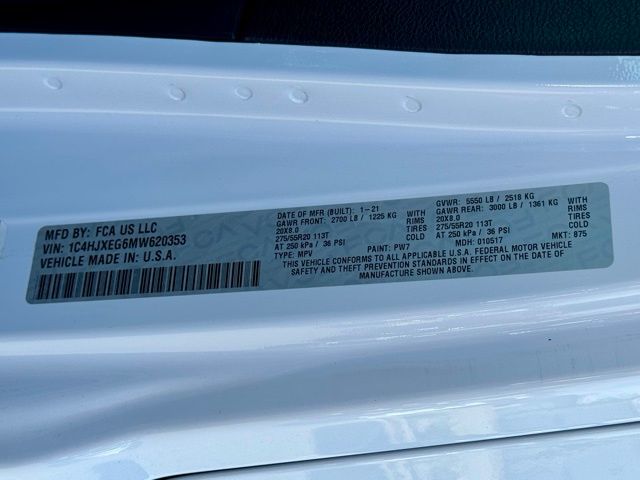 MFD BY: FCA US LLC
VIN: 1C4HJXEG6MW620353
VEHICLE MADE IN: U.S.A.
DATE OF MFR (BUILT): 1-21
GAWR FRONT: 2700 LB / 1225 KG WITH
20X8.0 RIMS
275/55R20 113T TIRES
AT 250 kPa / 36 PSI COLD
GVWR: 5550 LB / 2518 KG
GAWR REAR: 3000 LB / 1361 KG WITH
20X8.0 RIMS
275/55R20 113T TIRES
AT 250 kPa / 36 PSI COLD
TYPE: MPV PAINT: PW7 MDH: 010517 MKT: 875
THIS VEHICLE CONFORMS TO ALL APPLICABLE U.S.A. FEDERAL MOTOR VEHICLE
SAFETY AND THEFT PREVENTION STANDARDS IN EFFECT ON THE DATE OF
MANUFACTURE SHOWN ABOVE.